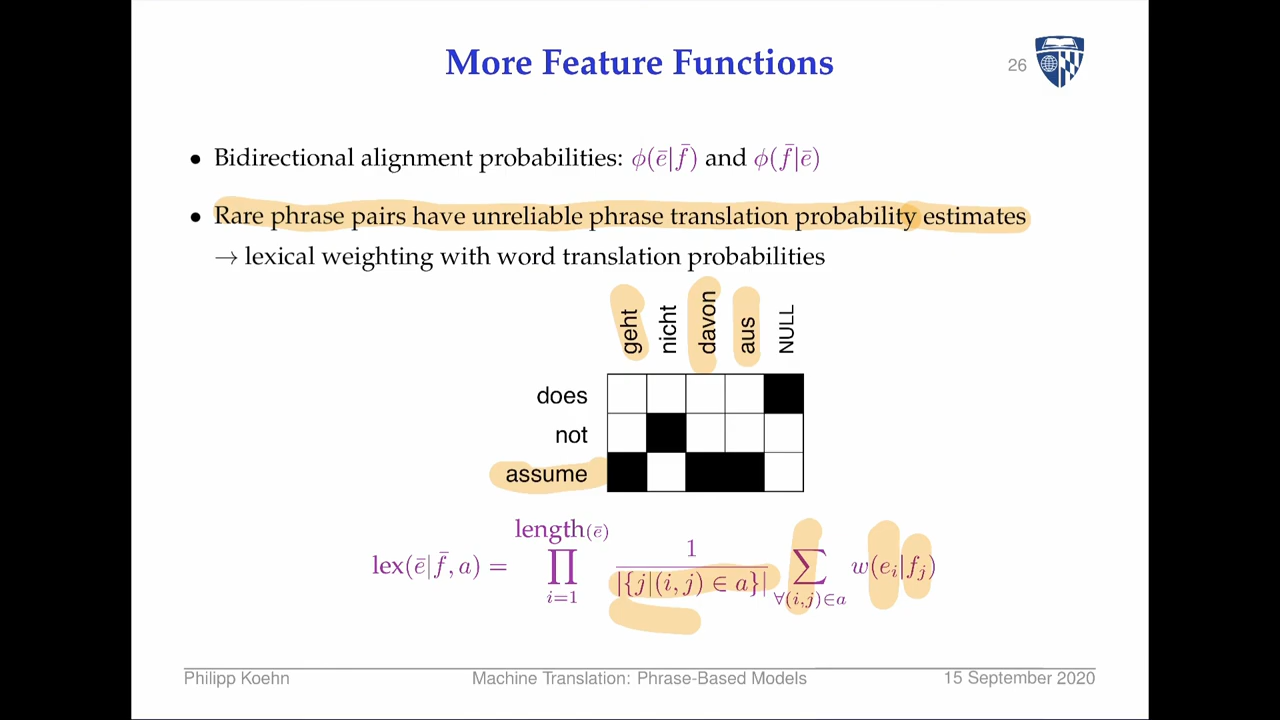 More Feature Functions
26
• Bidirectional alignment probabilities: ϕ(ē|f̄) and ϕ(f̄|ē)
• Rare phrase pairs have unreliable phrase translation probability estimates
→ lexical weighting with word translation probabilities
geht nicht davon aus NULL
does
not
assume
lex(ē|f̄, a) = ∏_{i=1}^{length(ē)} 1/|{j|(i, j) ∈ a}| ∑_{∀(i,j)∈a} w(e_i|f_j)
Philipp Koehn Machine Translation: Phrase-Based Models 15 September 2020